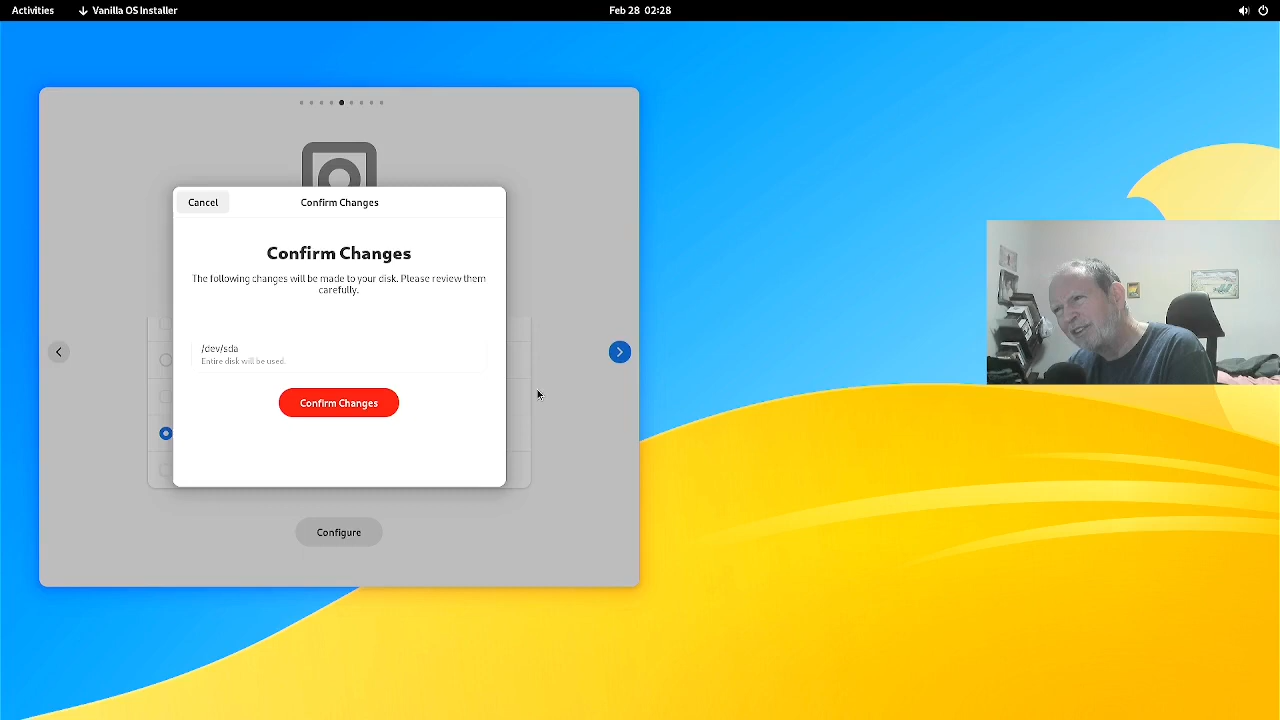 Activities
Vanilla OS Installer
Feb 28 02:28
Cancel
Confirm Changes
Confirm Changes
The following changes will be made to your disk. Please review them
carefully.
/dev/sda
Entire disk will be used.
Confirm Changes
Configure